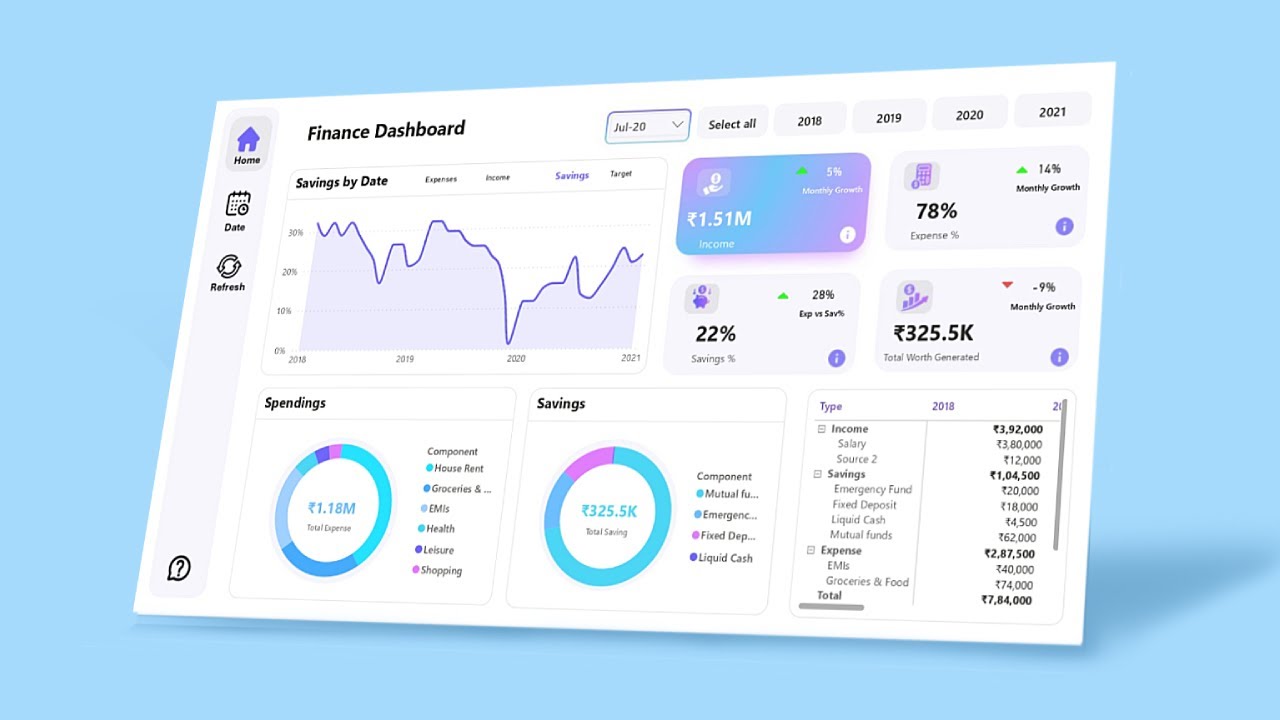 Finance Dashboard
Jul-20
Select all
2018
2019
2020
2021
Home
Date
Refresh
Savings by Date
Expenses
Income
Savings
Target
30%
20%
10%
0%
2018
2019
2020
2021
5%
Monthly Growth
₹1.51M
Income
14%
Monthly Growth
78%
Expense %
28%
Exp vs Sav%
22%
Savings %
-9%
Monthly Growth
₹325.5K
Total Worth Generated
Spendings
₹1.18M
Total Expense
Component
House Rent
Groceries & ...
EMIs
Health
Leisure
Shopping
Savings
₹325.5K
Total Saving
Component
Mutual fu...
Emergenc...
Fixed Dep...
Liquid Cash
Type 2018 20
Income ₹3,92,000
Salary ₹3,80,000
Source 2 ₹12,000
Savings ₹1,04,500
Emergency Fund ₹20,000
Fixed Deposit ₹18,000
Liquid Cash ₹4,500
Mutual funds ₹62,000
Expense ₹2,87,500
EMIs ₹40,000
Groceries & Food ₹74,000
Total ₹7,84,000